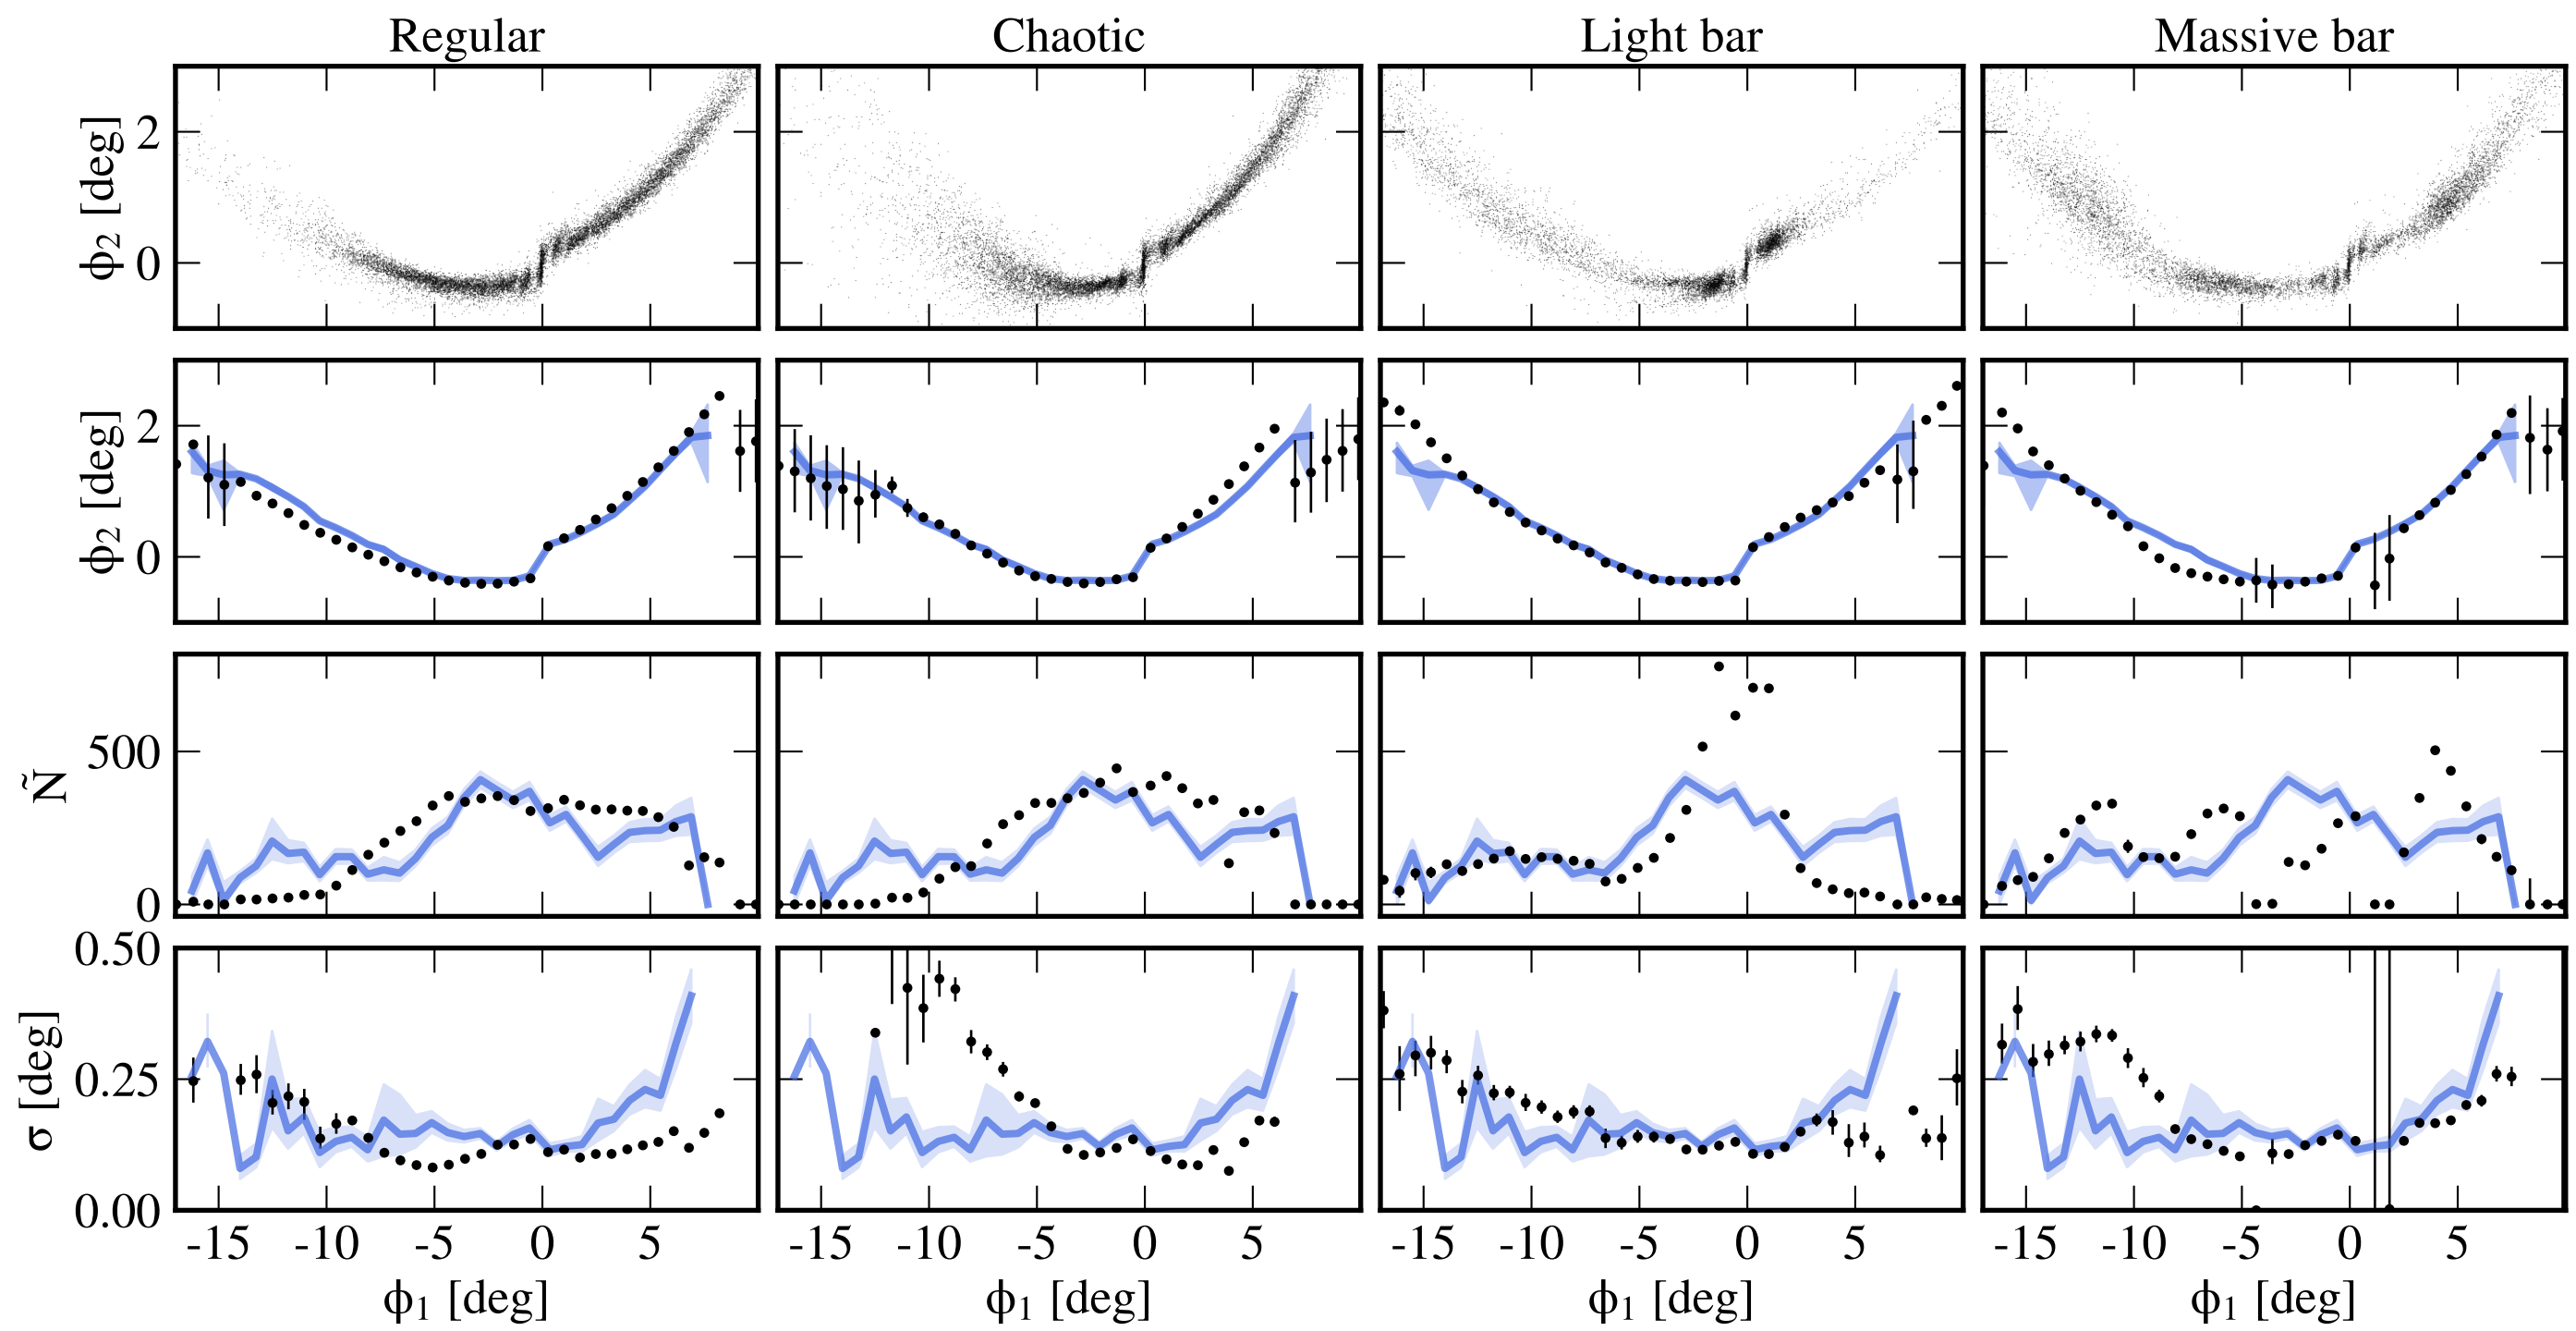 Regular Chaotic Light bar Massive bar
ϕ₂ [deg]
2
0
ϕ₂ [deg]
2
0
Ñ
500
0
σ [deg]
0.50
0.25
0.00
-15 -10 -5 0 5 -15 -10 -5 0 5 -15 -10 -5 0 5 -15 -10 -5 0 5
ϕ₁ [deg] ϕ₁ [deg] ϕ₁ [deg] ϕ₁ [deg]